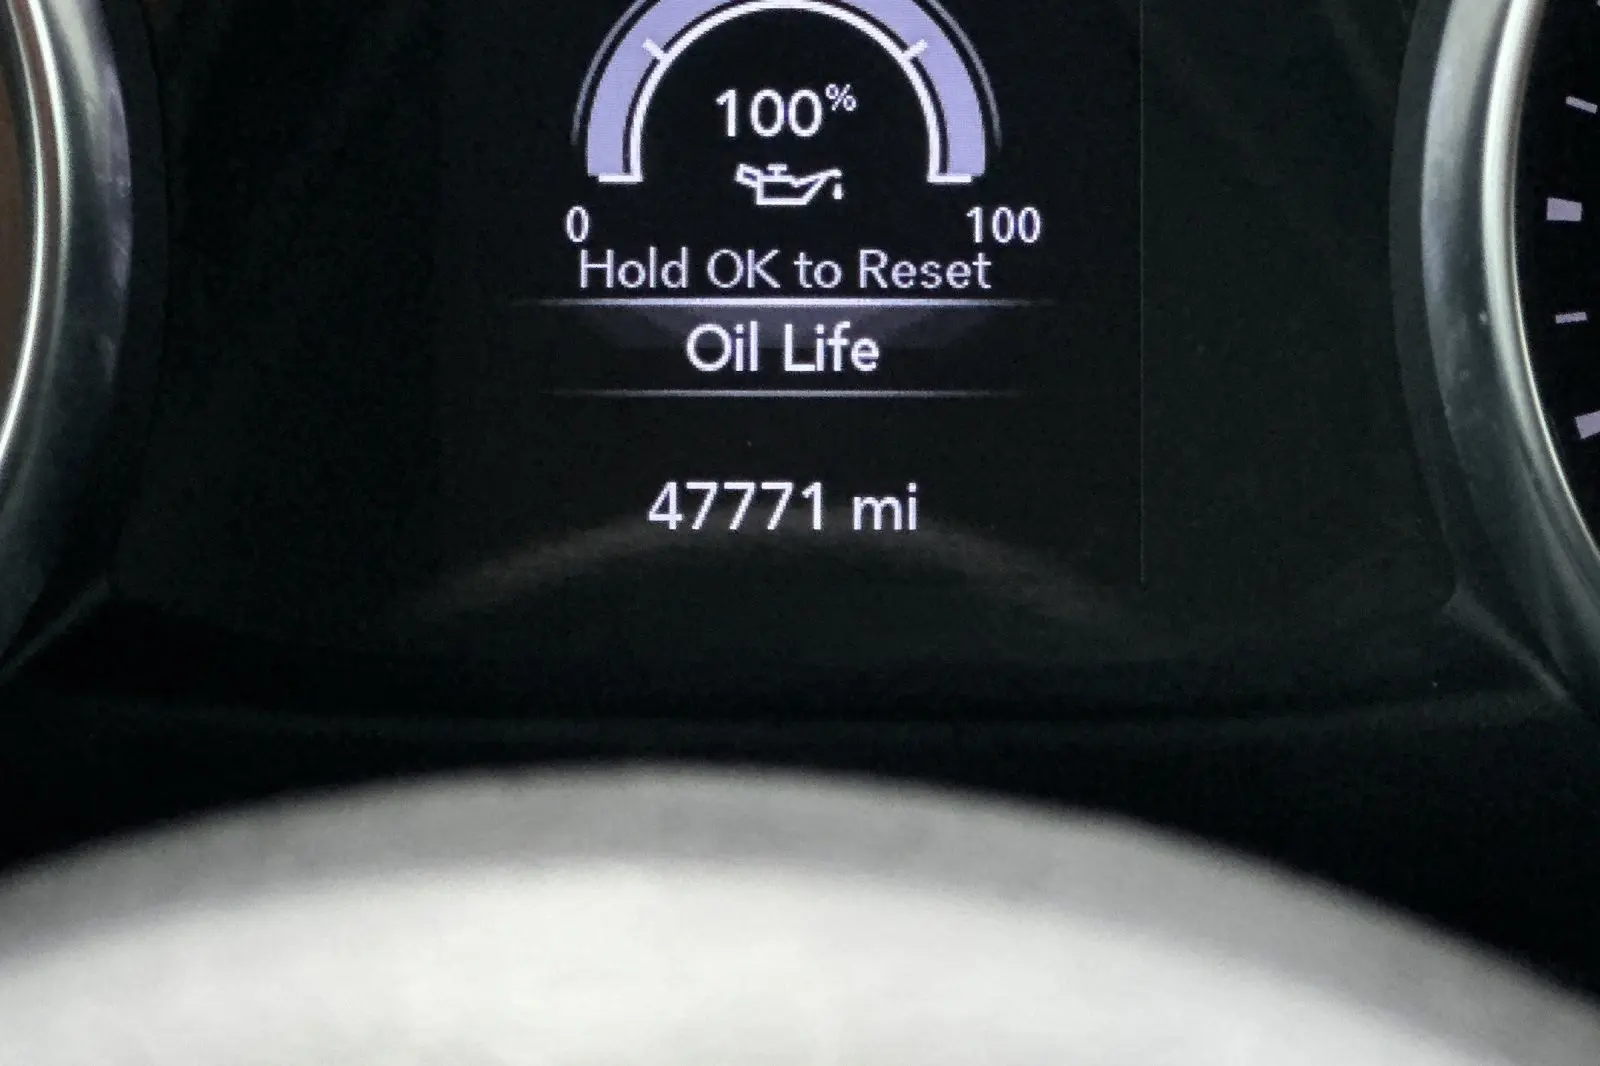 100%
0 100
Hold OK to Reset
Oil Life
47771 mi